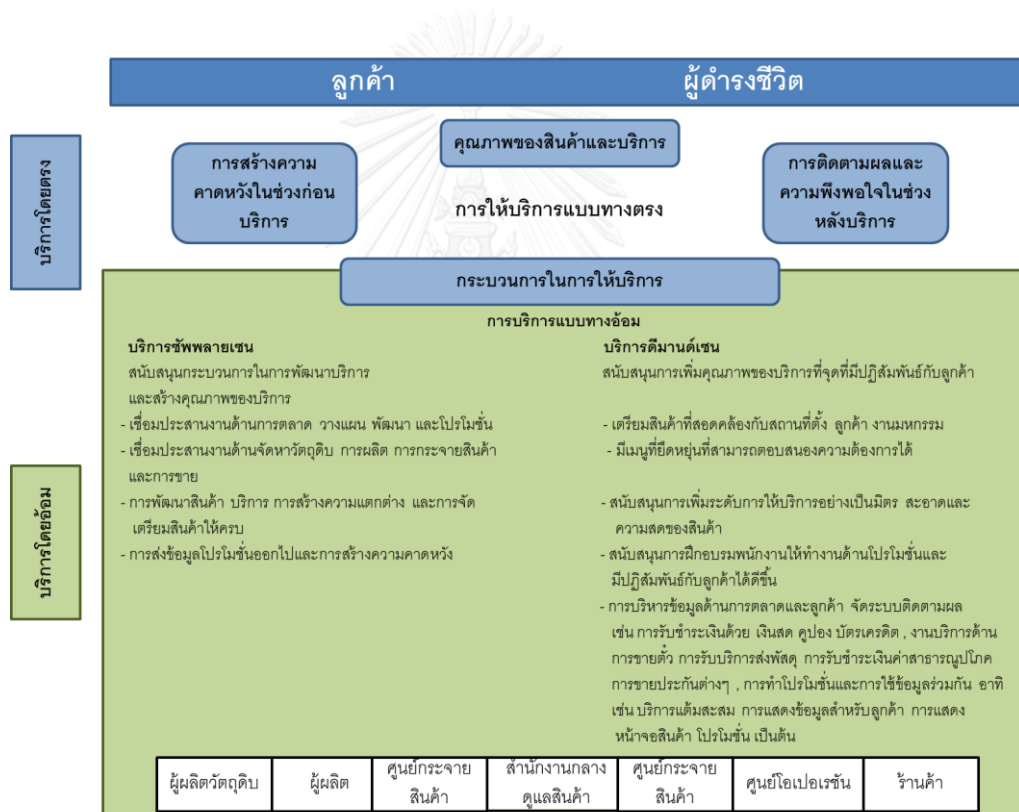 ลูกค้า ผู้ดำรงชีวิต
บริการโดยตรง
การสร้างความ
คาดหวังในช่วงก่อน
บริการ
คุณภาพของสินค้าและบริการ
การให้บริการแบบทางตรง
การติดตามผลและ
ความพึงพอใจในช่วง
หลังบริการ
กระบวนการในการให้บริการ
การบริการแบบทางอ้อม
บริการโดยอ้อม
บริการซัพพลายเชน
สนับสนุนกระบวนการในการพัฒนาบริการ
และสร้างคุณภาพของบริการ
- เชื่อมประสานงานด้านการตลาด วางแผน พัฒนา และโปรโมชั่น
- เชื่อมประสานงานด้านจัดหาวัตถุดิบ การผลิต การกระจายสินค้า
และการขาย
- การพัฒนาสินค้า บริการ การสร้างความแตกต่าง และการจัด
เตรียมสินค้าให้ครบ
- การส่งข้อมูลโปรโมชั่นออกไปและการสร้างความคาดหวัง
บริการดีมานด์เชน
สนับสนุนการเพิ่มคุณภาพของบริการที่จุดที่มีปฏิสัมพันธ์กับลูกค้า
- เตรียมสินค้าที่สอดคล้องกับสถานที่ตั้ง ลูกค้า งานมหกรรม
- มีเมนูที่ยืดหยุ่นที่สามารถตอบสนองความต้องการได้
- สนับสนุนการเพิ่มระดับการให้บริการอย่างเป็นมิตร สะอาดและ
ความสดของสินค้า
- สนับสนุนการฝึกอบรมพนักงานให้ทำงานด้านโปรโมชั่นและ
มีปฏิสัมพันธ์กับลูกค้าได้ดีขึ้น
- การบริหารข้อมูลด้านการตลาดและลูกค้า จัดระบบติดตามผล
เช่น การรับชำระเงินด้วย เงินสด คูปอง บัตรเครดิต , งานบริการด้าน
การขายตั๋ว การรับบริการส่งพัสดุ การรับชำระเงินค่าสาธารณูปโภค
การขายประกันต่างๆ , การทำโปรโมชั่นและการใช้ข้อมูลร่วมกัน อาทิ
เช่น บริการแต้มสะสม การแสดงข้อมูลสำหรับลูกค้า การแสดง
หน้าจอสินค้า โปรโมชั่น เป็นต้น
ผู้ผลิตวัตถุดิบ
ผู้ผลิต
ศูนย์กระจาย
สินค้า
สำนักงานกลาง
ดูแลสินค้า
ศูนย์กระจาย
สินค้า
ศูนย์โอเปอเรชัน
ร้านค้า